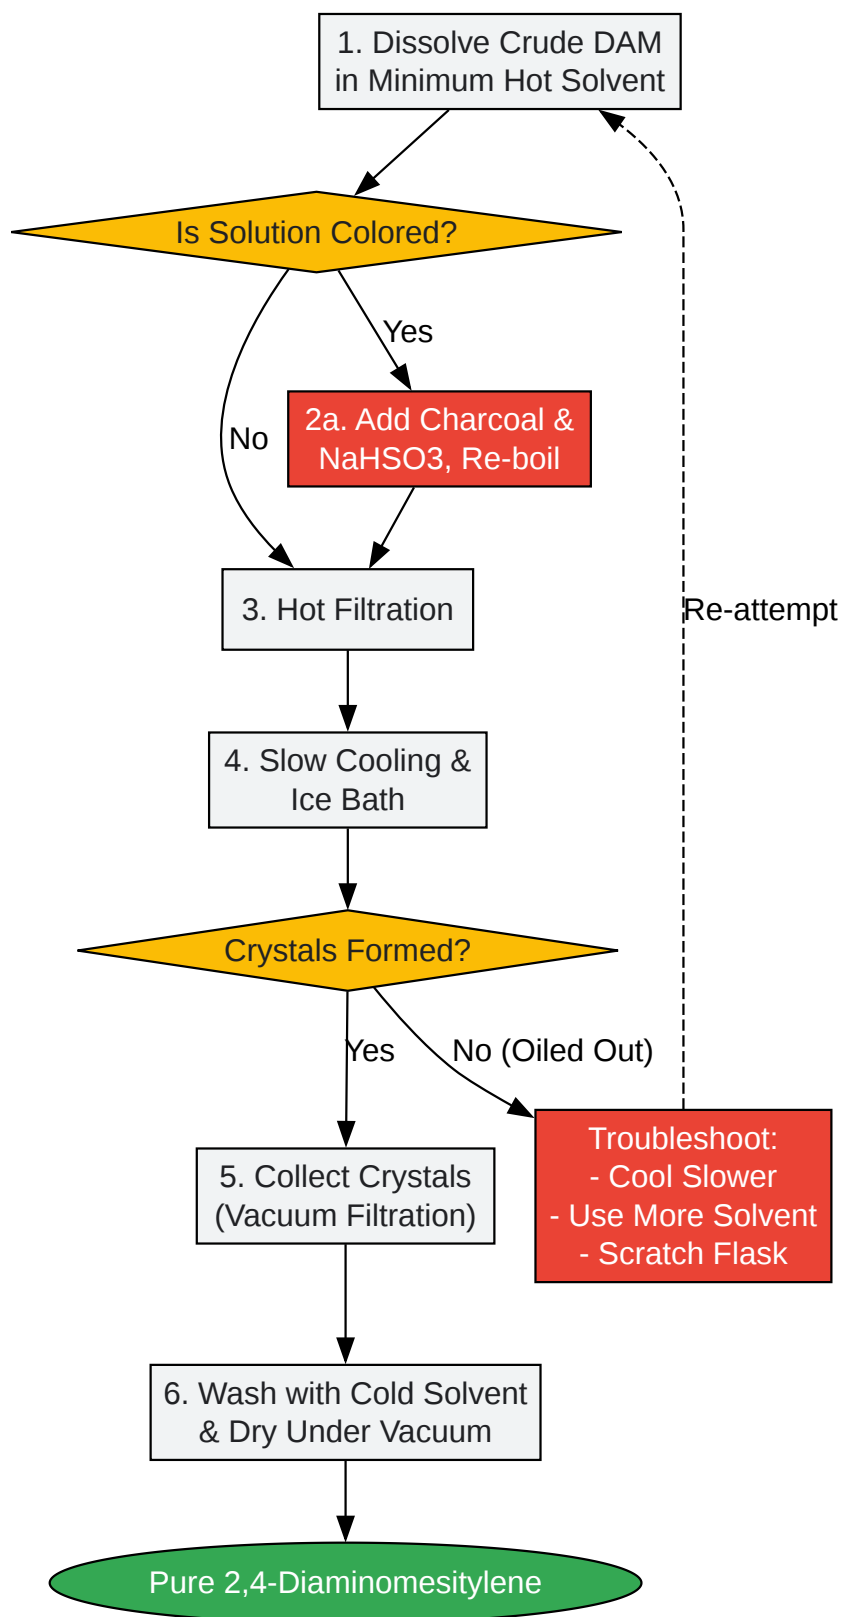 1. Dissolve Crude DAM
in Minimum Hot Solvent
Is Solution Colored?
Yes
2a. Add Charcoal &
NaHSO3, Re-boil
No
3. Hot Filtration
Re-attempt
4. Slow Cooling &
Ice Bath
Crystals Formed?
Yes
No (Oiled Out)
5. Collect Crystals
(Vacuum Filtration)
Troubleshoot:
- Cool Slower
- Use More Solvent
- Scratch Flask
6. Wash with Cold Solvent
& Dry Under Vacuum
Pure 2,4-Diaminomesitylene